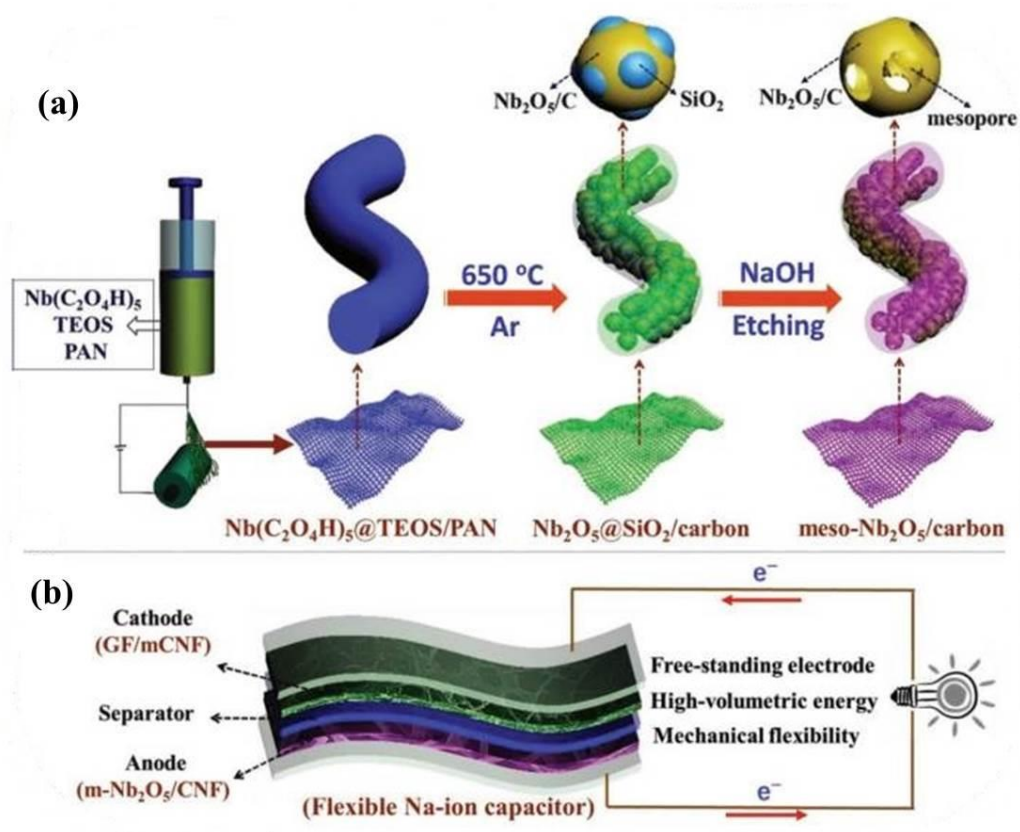 (a)
Nb₂O₅/C
SiO₂
Nb₂O₅/C
mesopore
Nb(C₂O₄H)₅
TEOS
PAN
650 °C
Ar
NaOH
Etching
Nb(C₂O₄H)₅@TEOS/PAN
Nb₂O₅@SiO₂/carbon
meso-Nb₂O₅/carbon
(b)
e⁻
Cathode
(GF/mCNF)
Separator
Anode
(m-Nb₂O₅/CNF)
Free-standing electrode
High-volumetric energy
Mechanical flexibility
(Flexible Na-ion capacitor)
e⁻